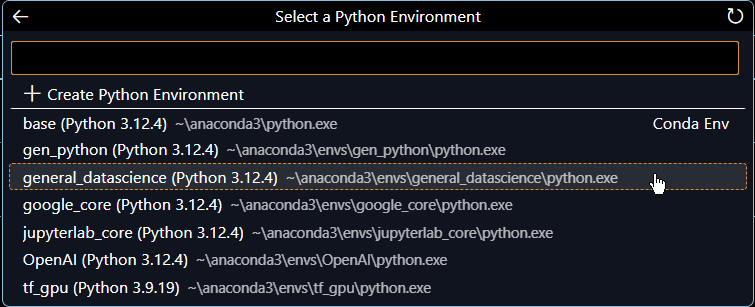 Select a Python Environment
Create Python Environment
base (Python 3.12.4) ~\anaconda3\python.exe Conda Env
gen_python (Python 3.12.4) ~\anaconda3\envs\gen_python\python.exe
general_datascience (Python 3.12.4) ~\anaconda3\envs\general_datascience\python.exe
google_core (Python 3.12.4) ~\anaconda3\envs\google_core\python.exe
jupyterlab_core (Python 3.12.4) ~\anaconda3\envs\jupyterlab_core\python.exe
OpenAI (Python 3.12.4) ~\anaconda3\envs\OpenAI\python.exe
tf_gpu (Python 3.9.19) ~\anaconda3\envs\tf_gpu\python.exe